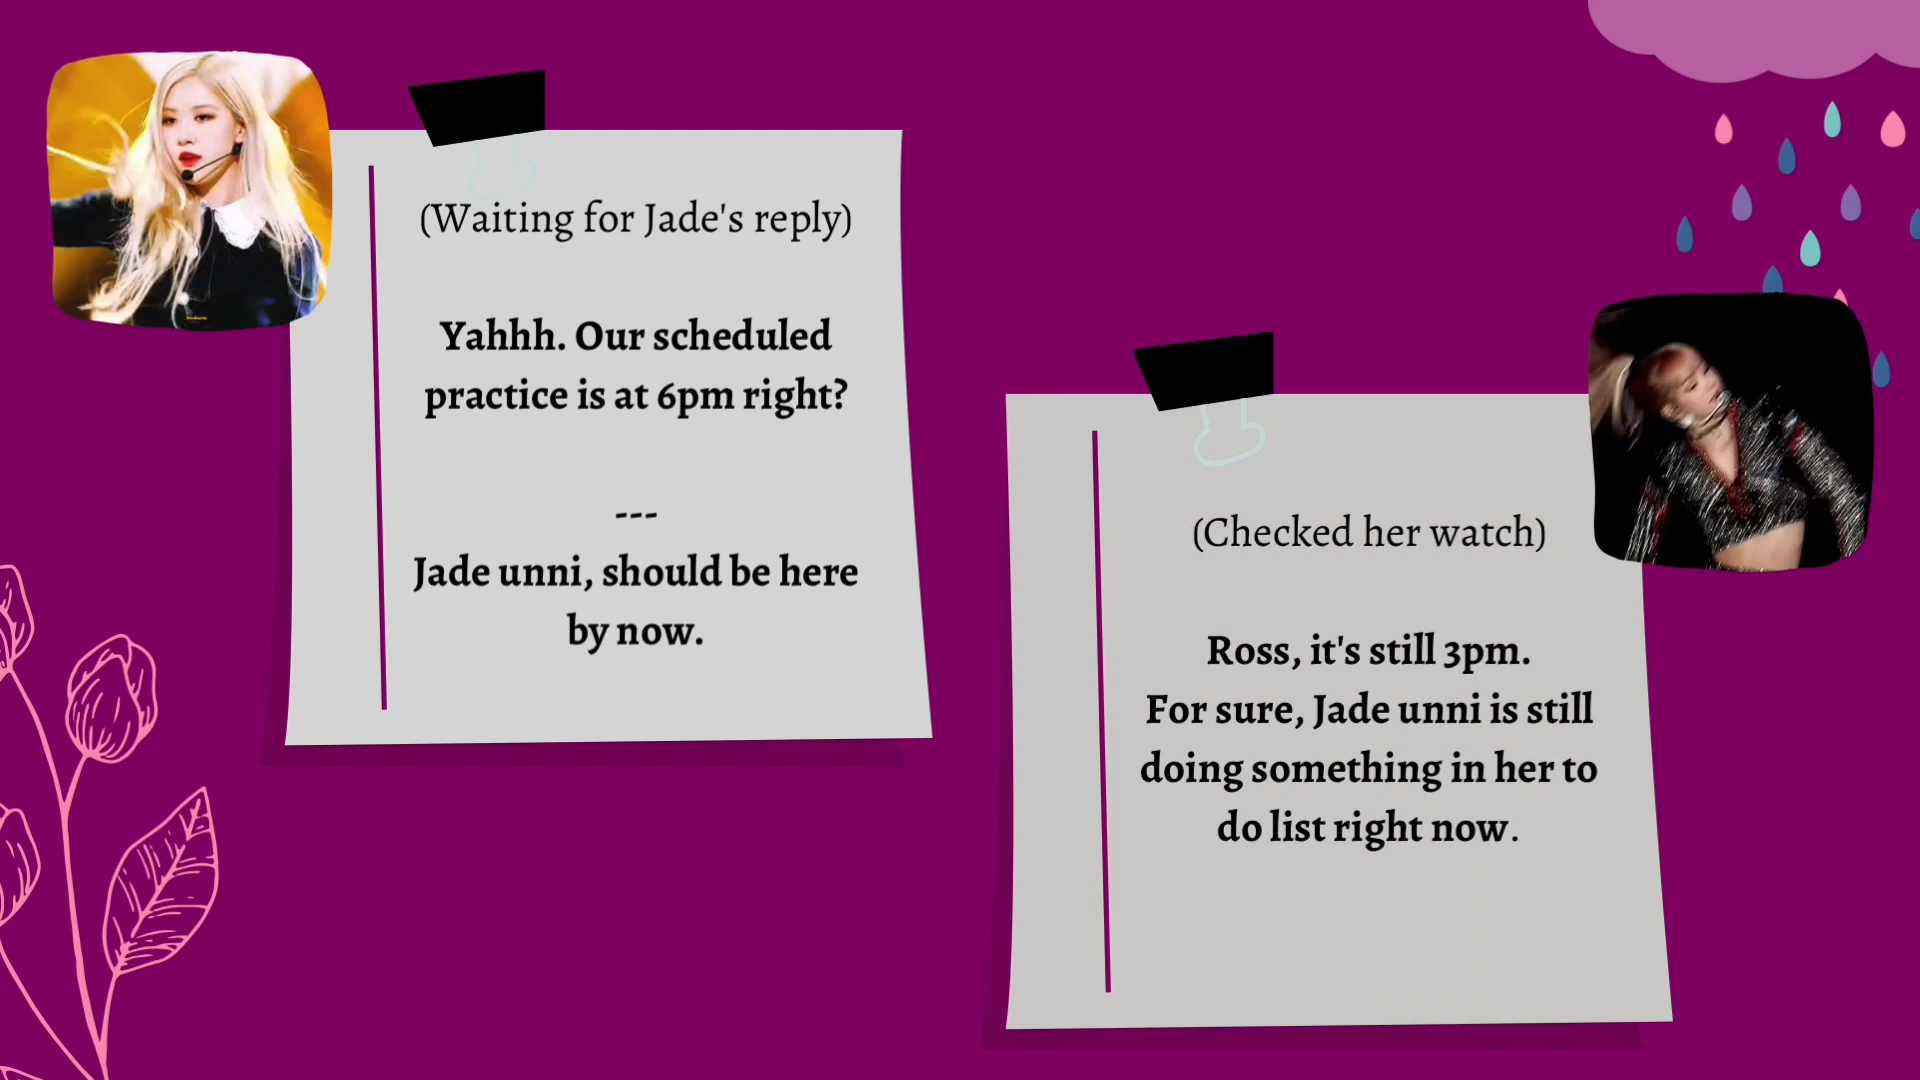 (Waiting for Jade's reply)
Yahhh. Our scheduled
practice is at 6pm right?
---
Jade unni, should be here
by now.
(Checked her watch)
Ross, it's still 3pm.
For sure, Jade unni is still
doing something in her to
do list right now.